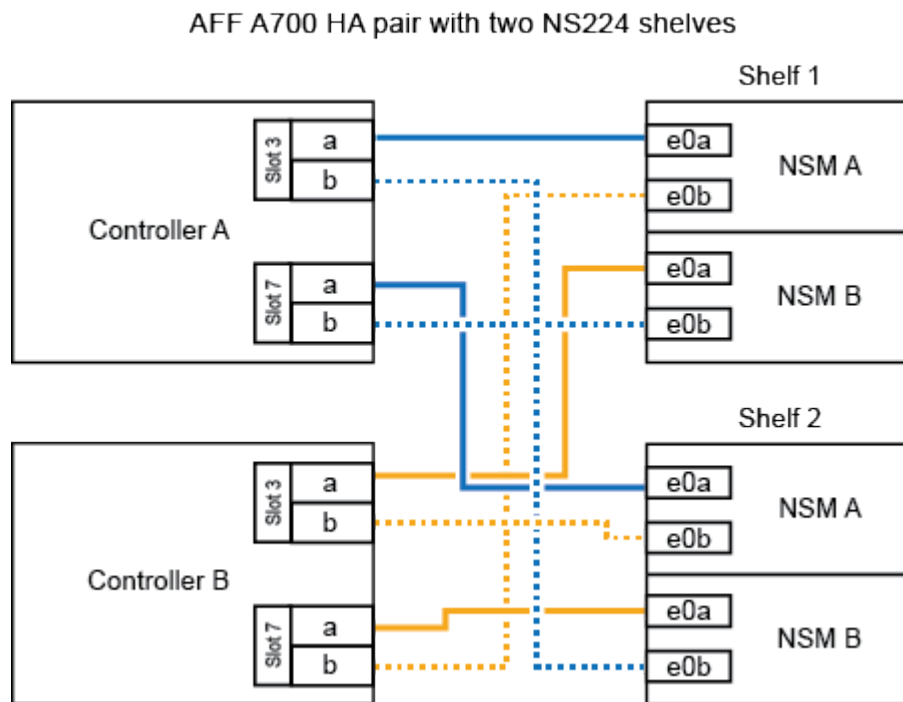 AFF A700 HA pair with two NS224 shelves
Shelf 1
Controller A
Slot 3
a
b
Slot 7
a
b
e0a
e0b
NSM A
e0a
e0b
NSM B
Shelf 2
Controller B
Slot 3
a
b
Slot 7
a
b
e0a
e0b
NSM A
e0a
e0b
NSM B